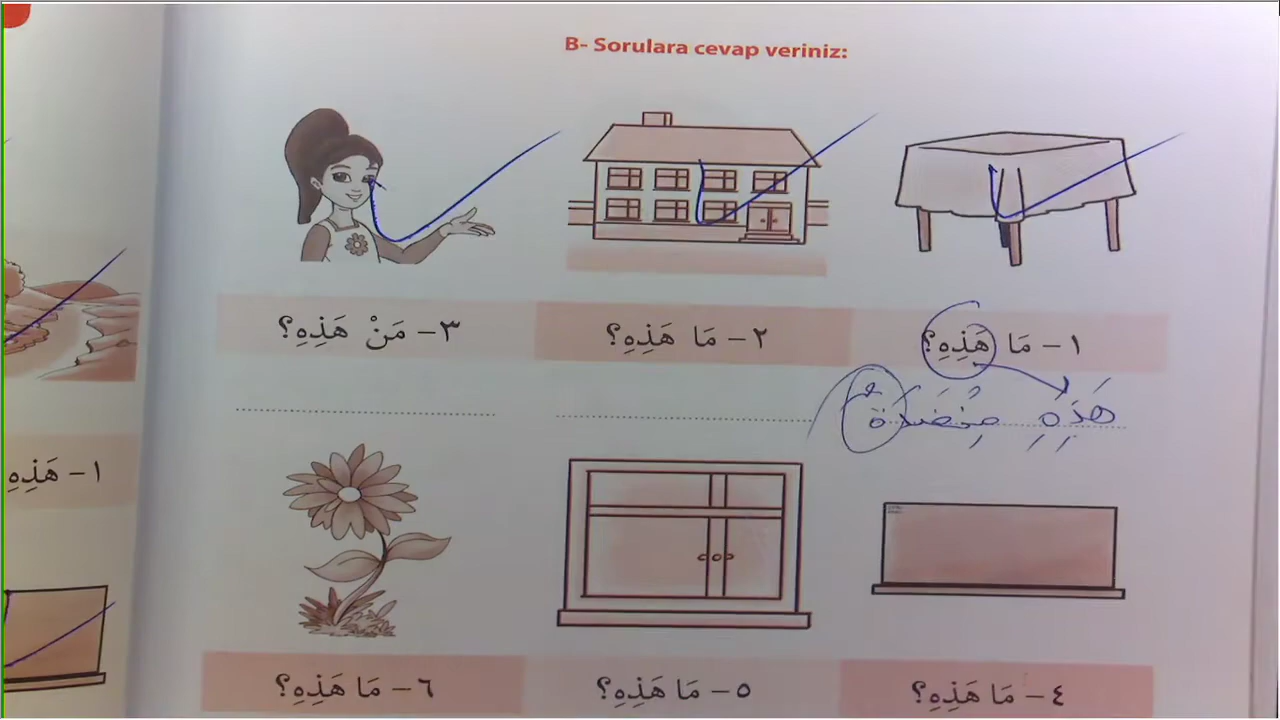 B- Sorulara cevap veriniz:
١- مَا هَذِهِ؟
٢- مَا هَذِهِ؟
٣- مَنْ هَذِهِ؟
هَذِهِ مِنْضَدَةٌ
١- هَذِهِ
٤- مَا هَذِهِ؟
٥- مَا هَذِهِ؟
٦- مَا هَذِهِ؟